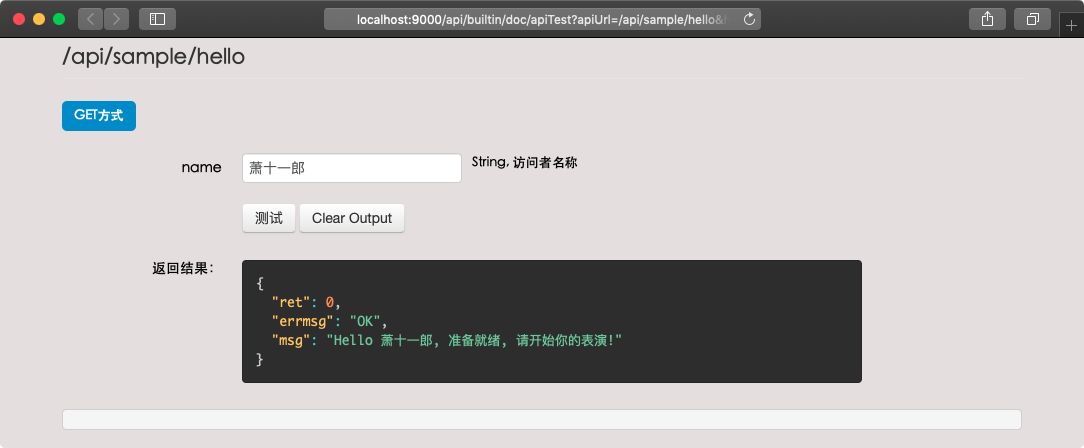 localhost:9000/api/builtin/doc/apiTest?apiUrl=/api/sample/hello&
/api/sample/hello
GET方式
name 萧十一郎 String, 访问者名称
测试 Clear Output
返回结果：
{
"ret": 0,
"errmsg": "OK",
"msg": "Hello 萧十一郎, 准备就绪, 请开始你的表演!"
}